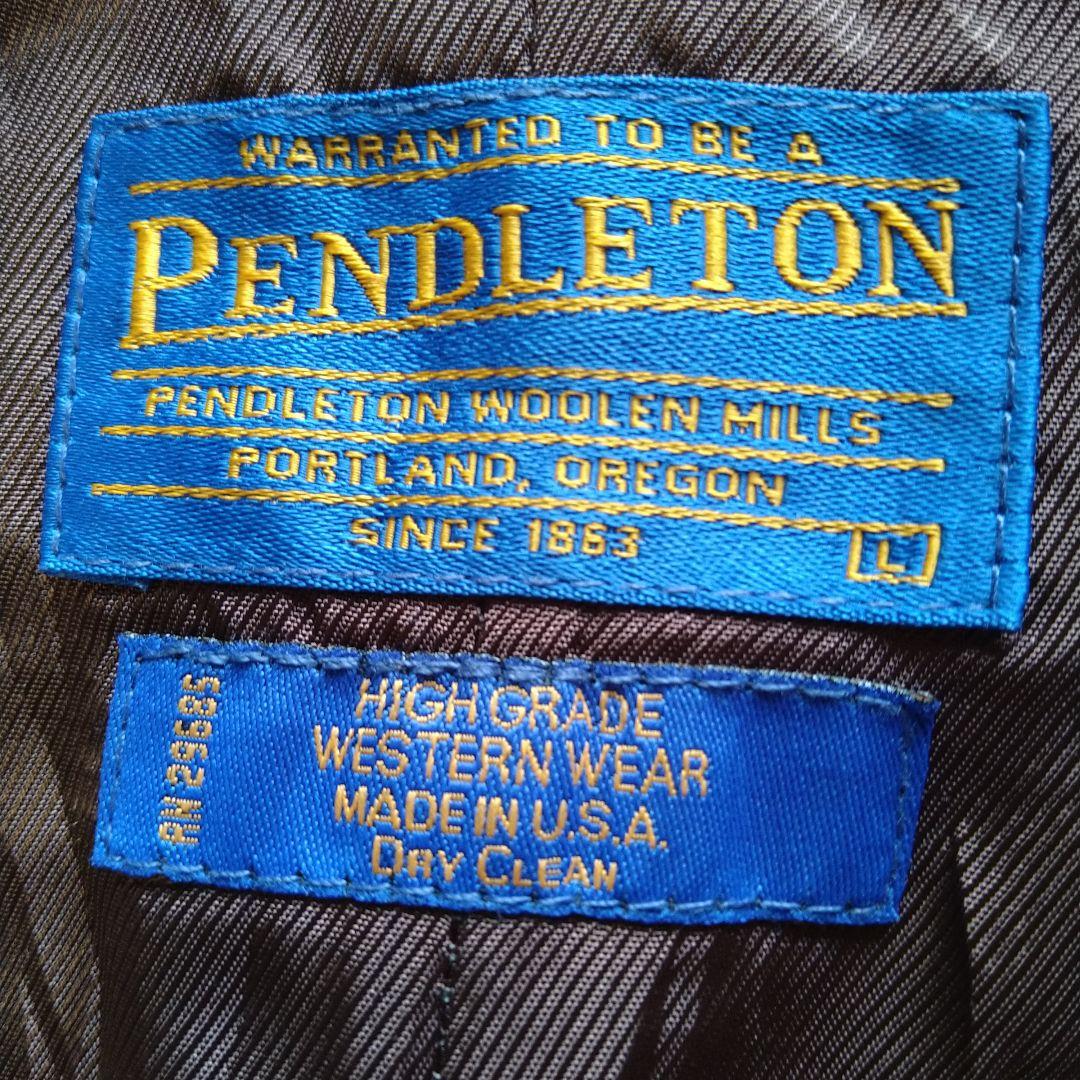 WARRANTED TO BE A
PENDLETON
PENDLETON WOOLEN MILLS
PORTLAND, OREGON
SINCE 1863
L
RN 29685
HIGH GRADE
WESTERN WEAR
MADE IN U.S.A.
DRY CLEAN